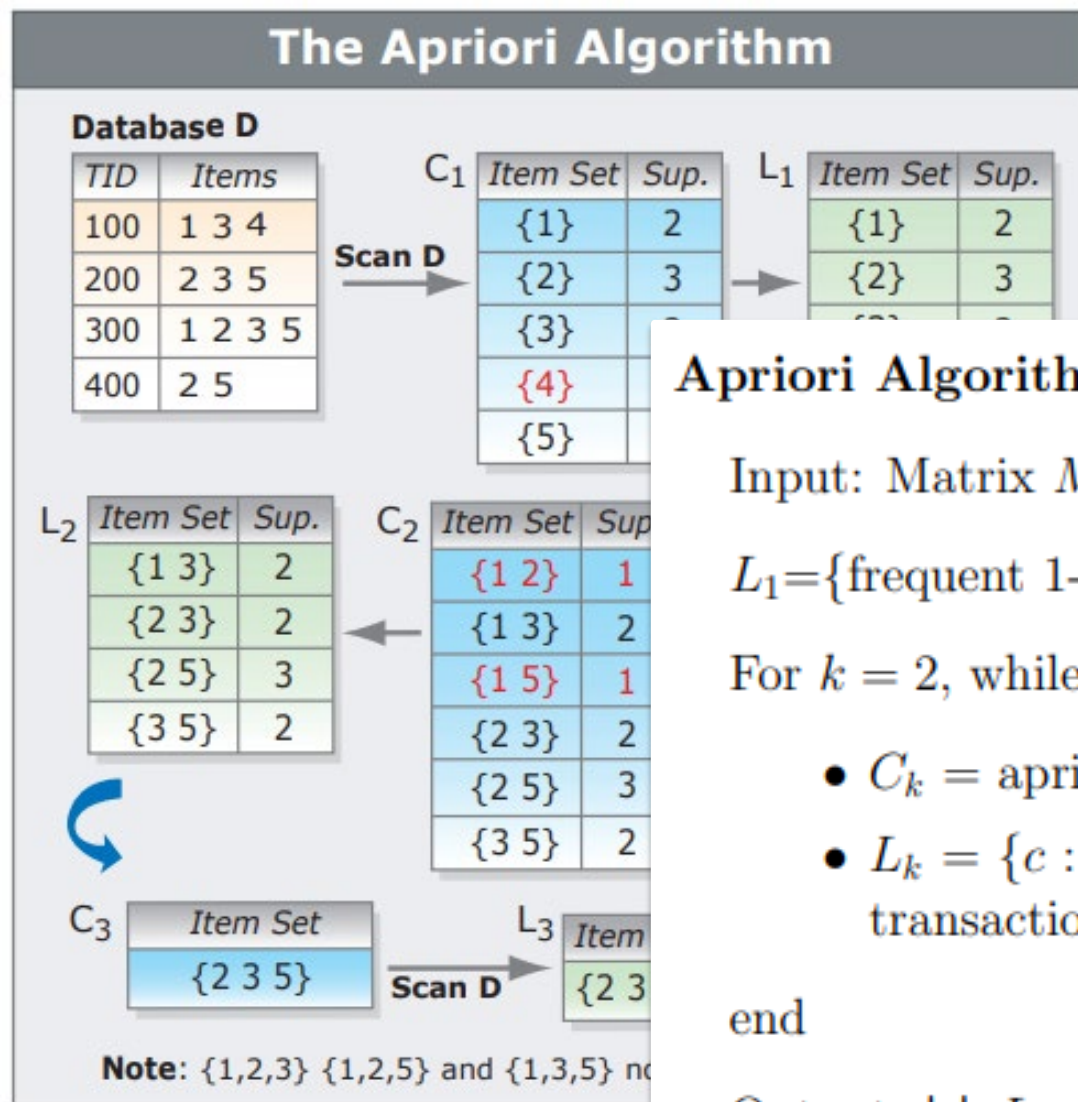 The Apriori Algorithm
Database D
TID Items
100 1 3 4
200 2 3 5
300 1 2 3 5
400 2 5
Scan D
C1 Item Set Sup.
{1} 2
{2} 3
{3}
{4}
{5}
L1 Item Set Sup.
{1} 2
{2} 3
L2 Item Set Sup.
{1 3} 2
{2 3} 2
{2 5} 3
{3 5} 2
C2 Item Set Sup
{1 2} 1
{1 3} 2
{1 5} 1
{2 3} 2
{2 5} 3
{3 5} 2
C3 Item Set
{2 3 5}
Scan D
L3 Item
{2 3
Note: {1,2,3} {1,2,5} and {1,3,5}
Apriori
Input: Matrix
L1={frequent 1-
For k = 2, while
• Ck =
• Lk = {c :
end